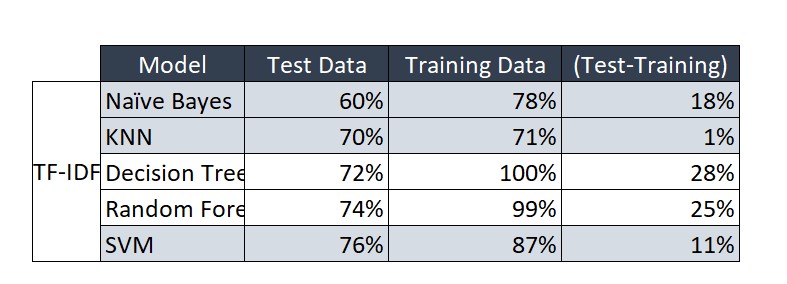 Model Test Data Training Data (Test-Training)
Naïve Bayes 60% 78% 18%
KNN 70% 71% 1%
TF-IDF Decision Tree 72% 100% 28%
Random Fore 74% 99% 25%
SVM 76% 87% 11%